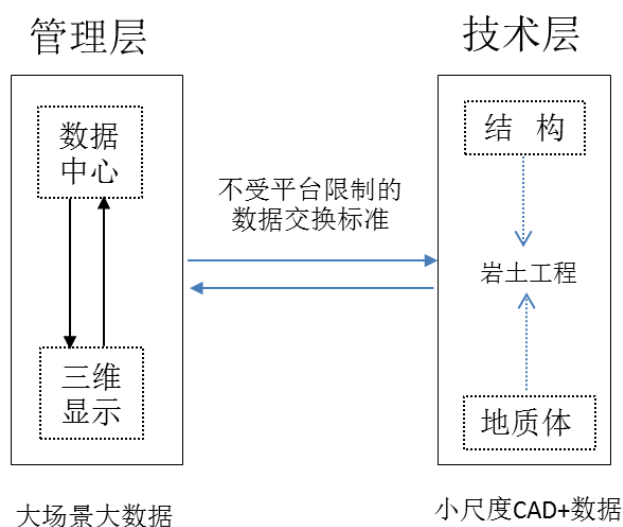 管理层
技术层
数据
中心
结 构
不受平台限制的
数据交换标准
岩土工程
三维
显示
地质体
大场景大数据
小尺度CAD+数据